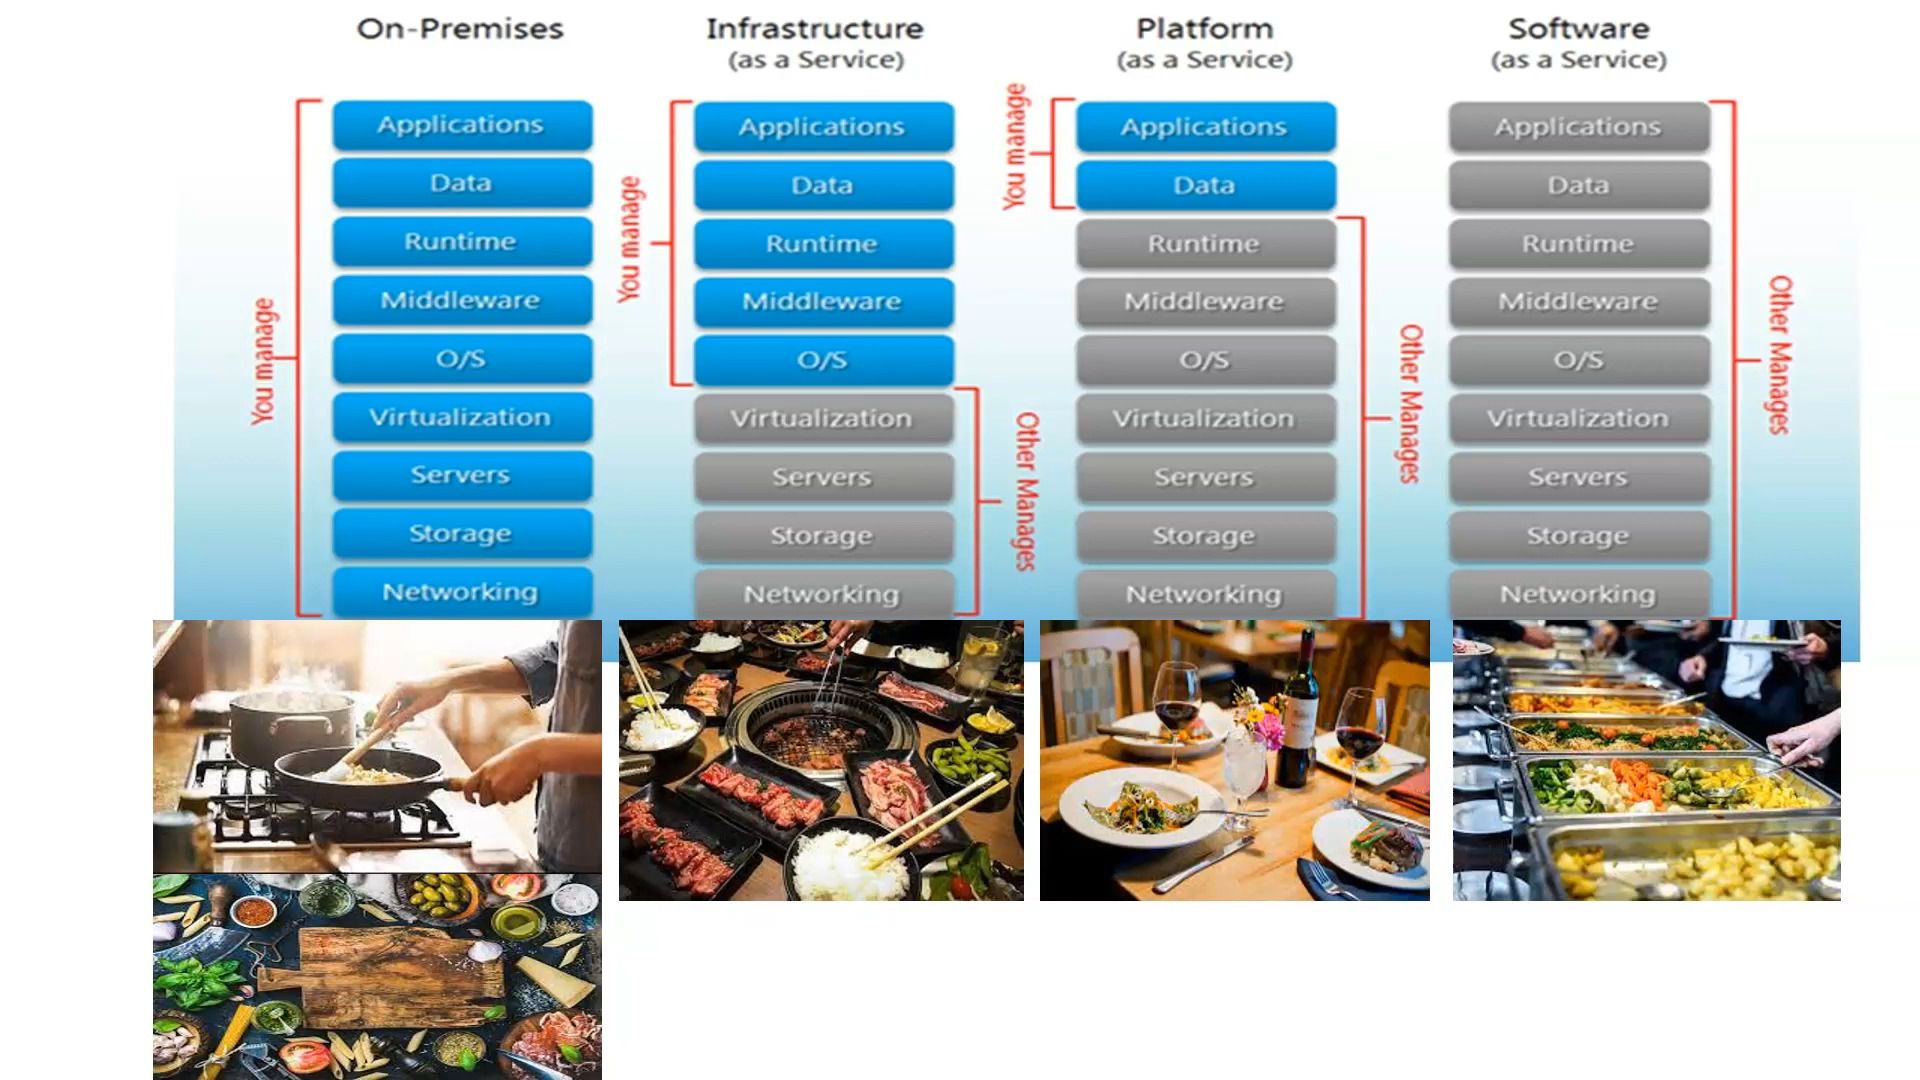 On-Premises
You manage
Applications
Data
Runtime
Middleware
O/S
Virtualization
Servers
Storage
Networking
Infrastructure
(as a Service)
You manage
Applications
Data
Runtime
Middleware
O/S
Virtualization
Servers
Storage
Networking
Other Manages
Platform
(as a Service)
You manage
Applications
Data
Runtime
Middleware
O/S
Virtualization
Servers
Storage
Networking
Other Manages
Software
(as a Service)
Applications
Data
Runtime
Middleware
O/S
Virtualization
Servers
Storage
Networking
Other Manages